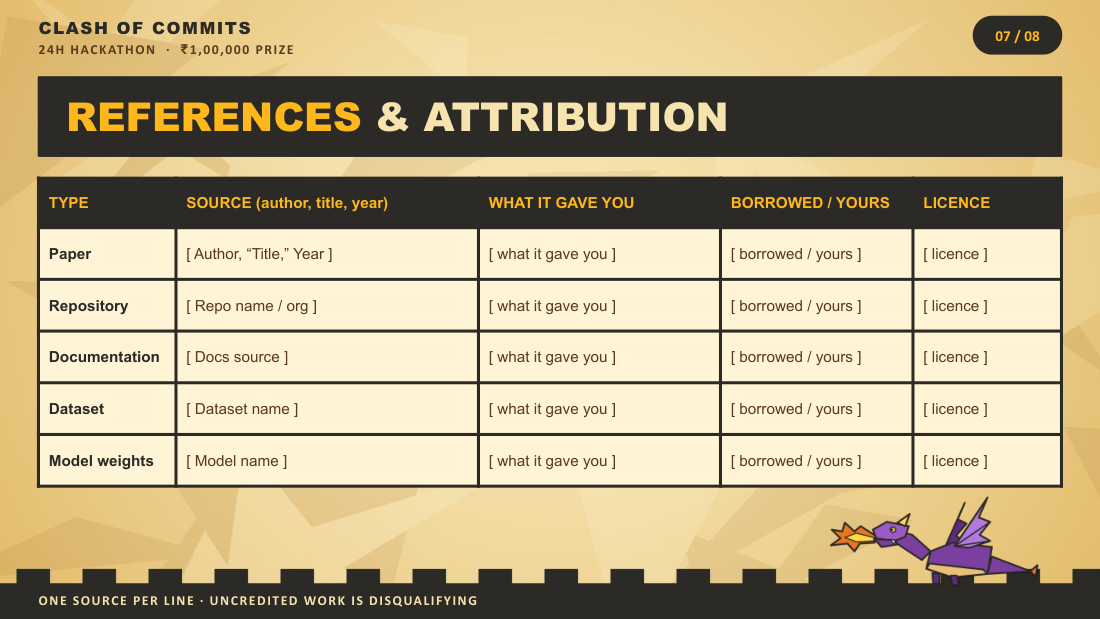 CLASH OF COMMITS
24H HACKATHON · ₹1,00,000 PRIZE
07 / 08
REFERENCES & ATTRIBUTION
TYPE SOURCE (author, title, year) WHAT IT GAVE YOU BORROWED / YOURS LICENCE
Paper [ Author, “Title,” Year ] [ what it gave you ] [ borrowed / yours ] [ licence ]
Repository [ Repo name / org ] [ what it gave you ] [ borrowed / yours ] [ licence ]
Documentation [ Docs source ] [ what it gave you ] [ borrowed / yours ] [ licence ]
Dataset [ Dataset name ] [ what it gave you ] [ borrowed / yours ] [ licence ]
Model weights [ Model name ] [ what it gave you ] [ borrowed / yours ] [ licence ]
ONE SOURCE PER LINE · UNCREDITED WORK IS DISQUALIFYING